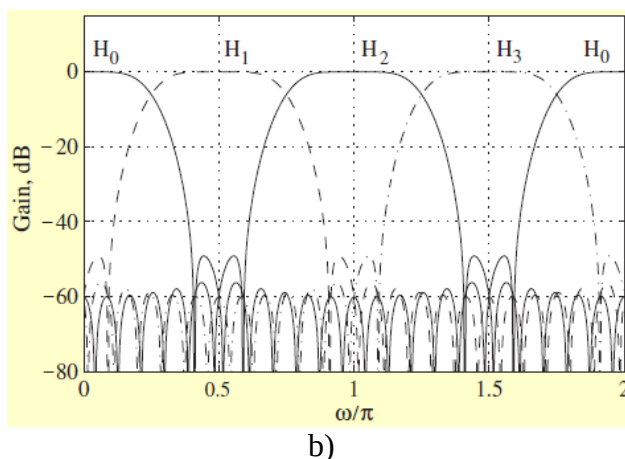 H₀ H₁ H₂ H₃ H₀
0
−20
−40
−60
−80
Gain, dB
0 0.5 1 1.5 2
ω/π
b)